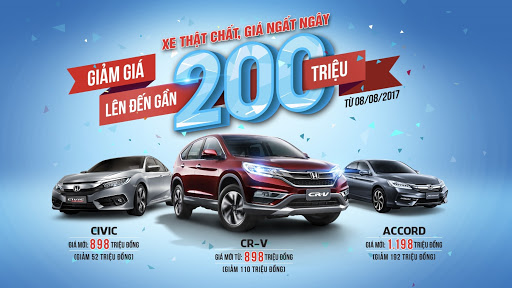 XE THẬT CHẤT, GIÁ NGẤT NGÂY
GIẢM GIÁ
LÊN ĐẾN GẦN
200
TRIỆU
TỪ 08/08/2017
CIVIC
GIÁ MỚI: 898 TRIỆU ĐỒNG
(GIẢM 52 TRIỆU ĐỒNG)
CR-V
CR-V
GIÁ MỚI TỪ: 898 TRIỆU ĐỒNG
(GIẢM 110 TRIỆU ĐỒNG)
ACCORD
GIÁ MỚI: 1.198 TRIỆU ĐỒNG
(GIẢM 192 TRIỆU ĐỒNG)